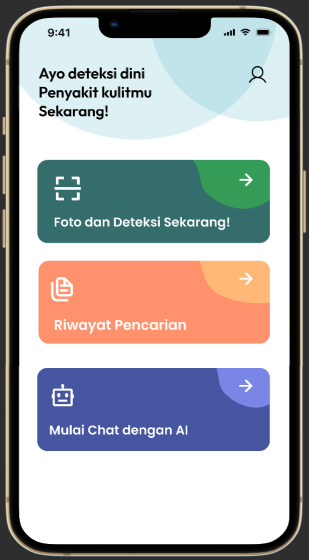 9:41
Ayo deteksi dini
Penyakit kulitmu
Sekarang!
Foto dan Deteksi Sekarang!
Riwayat Pencarian
Mulai Chat dengan AI